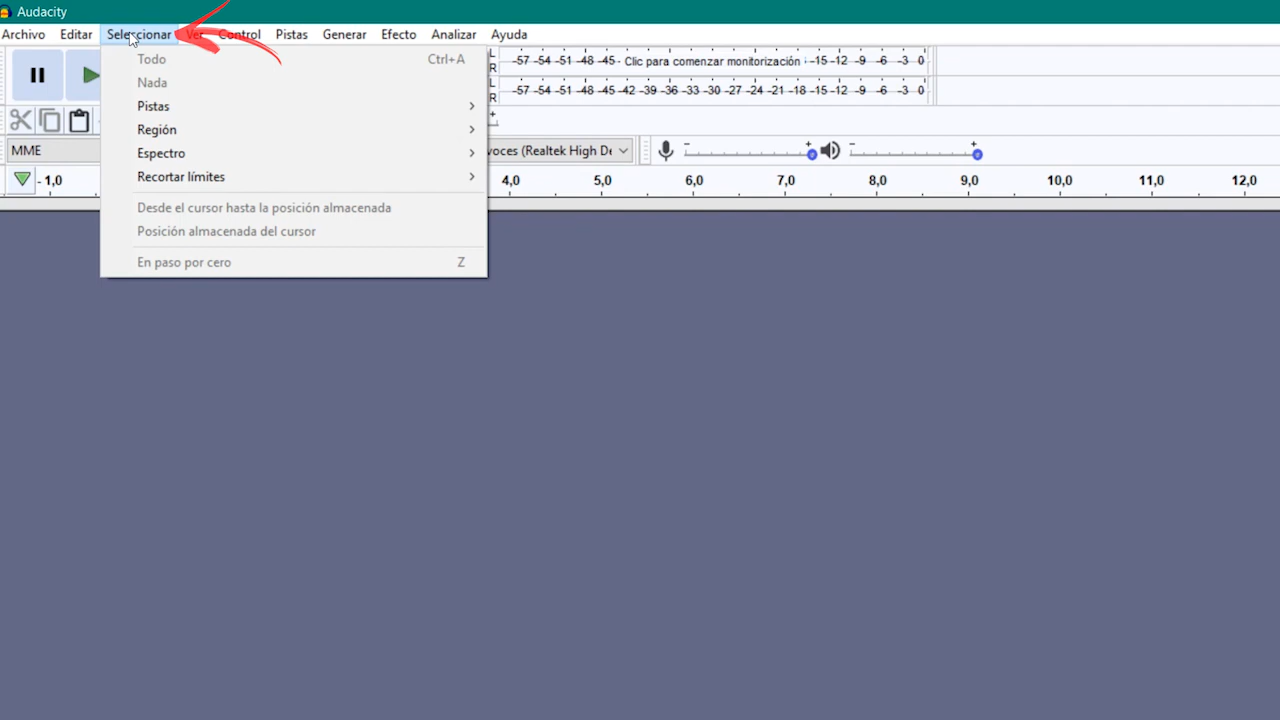 Audacity
Archivo Editar Seleccionar Ver Control Pistas Generar Efecto Analizar Ayuda
Todo Ctrl+A
Nada
Pistas
Región
Espectro
Recortar límites
Desde el cursor hasta la posición almacenada
Posición almacenada del cursor
En paso por cero Z
L
R
-57 -54 -51 -48 -45 - Clic para comenzar monitorización -15 -12 -9 -6 -3 0
L
R
-57 -54 -51 -48 -45 -42 -39 -36 -33 -30 -27 -24 -21 -18 -15 -12 -9 -6 -3 0
MME
voces (Realtek High De
- + - +
-1,0 4,0 5,0 6,0 7,0 8,0 9,0 10,0 11,0 12,0